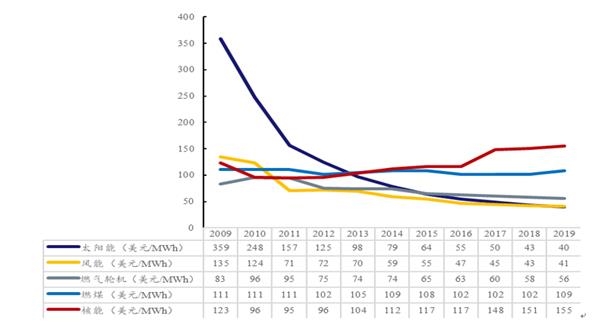 400
350
300
250
200
150
100
50
0
2009 2010 2011 2012 2013 2014 2015 2016 2017 2018 2019
太阳能（美元/MWh） 359 248 157 125 98 79 64 55 50 43 40
风能（美元/MWh） 135 124 71 72 70 59 55 47 45 43 41
燃气轮机（美元/MWh） 83 96 95 75 74 74 65 63 60 58 56
燃煤（美元/MWh） 111 111 111 102 105 109 108 102 102 102 109
核能（美元/MWh） 123 96 95 96 104 112 117 117 148 151 155